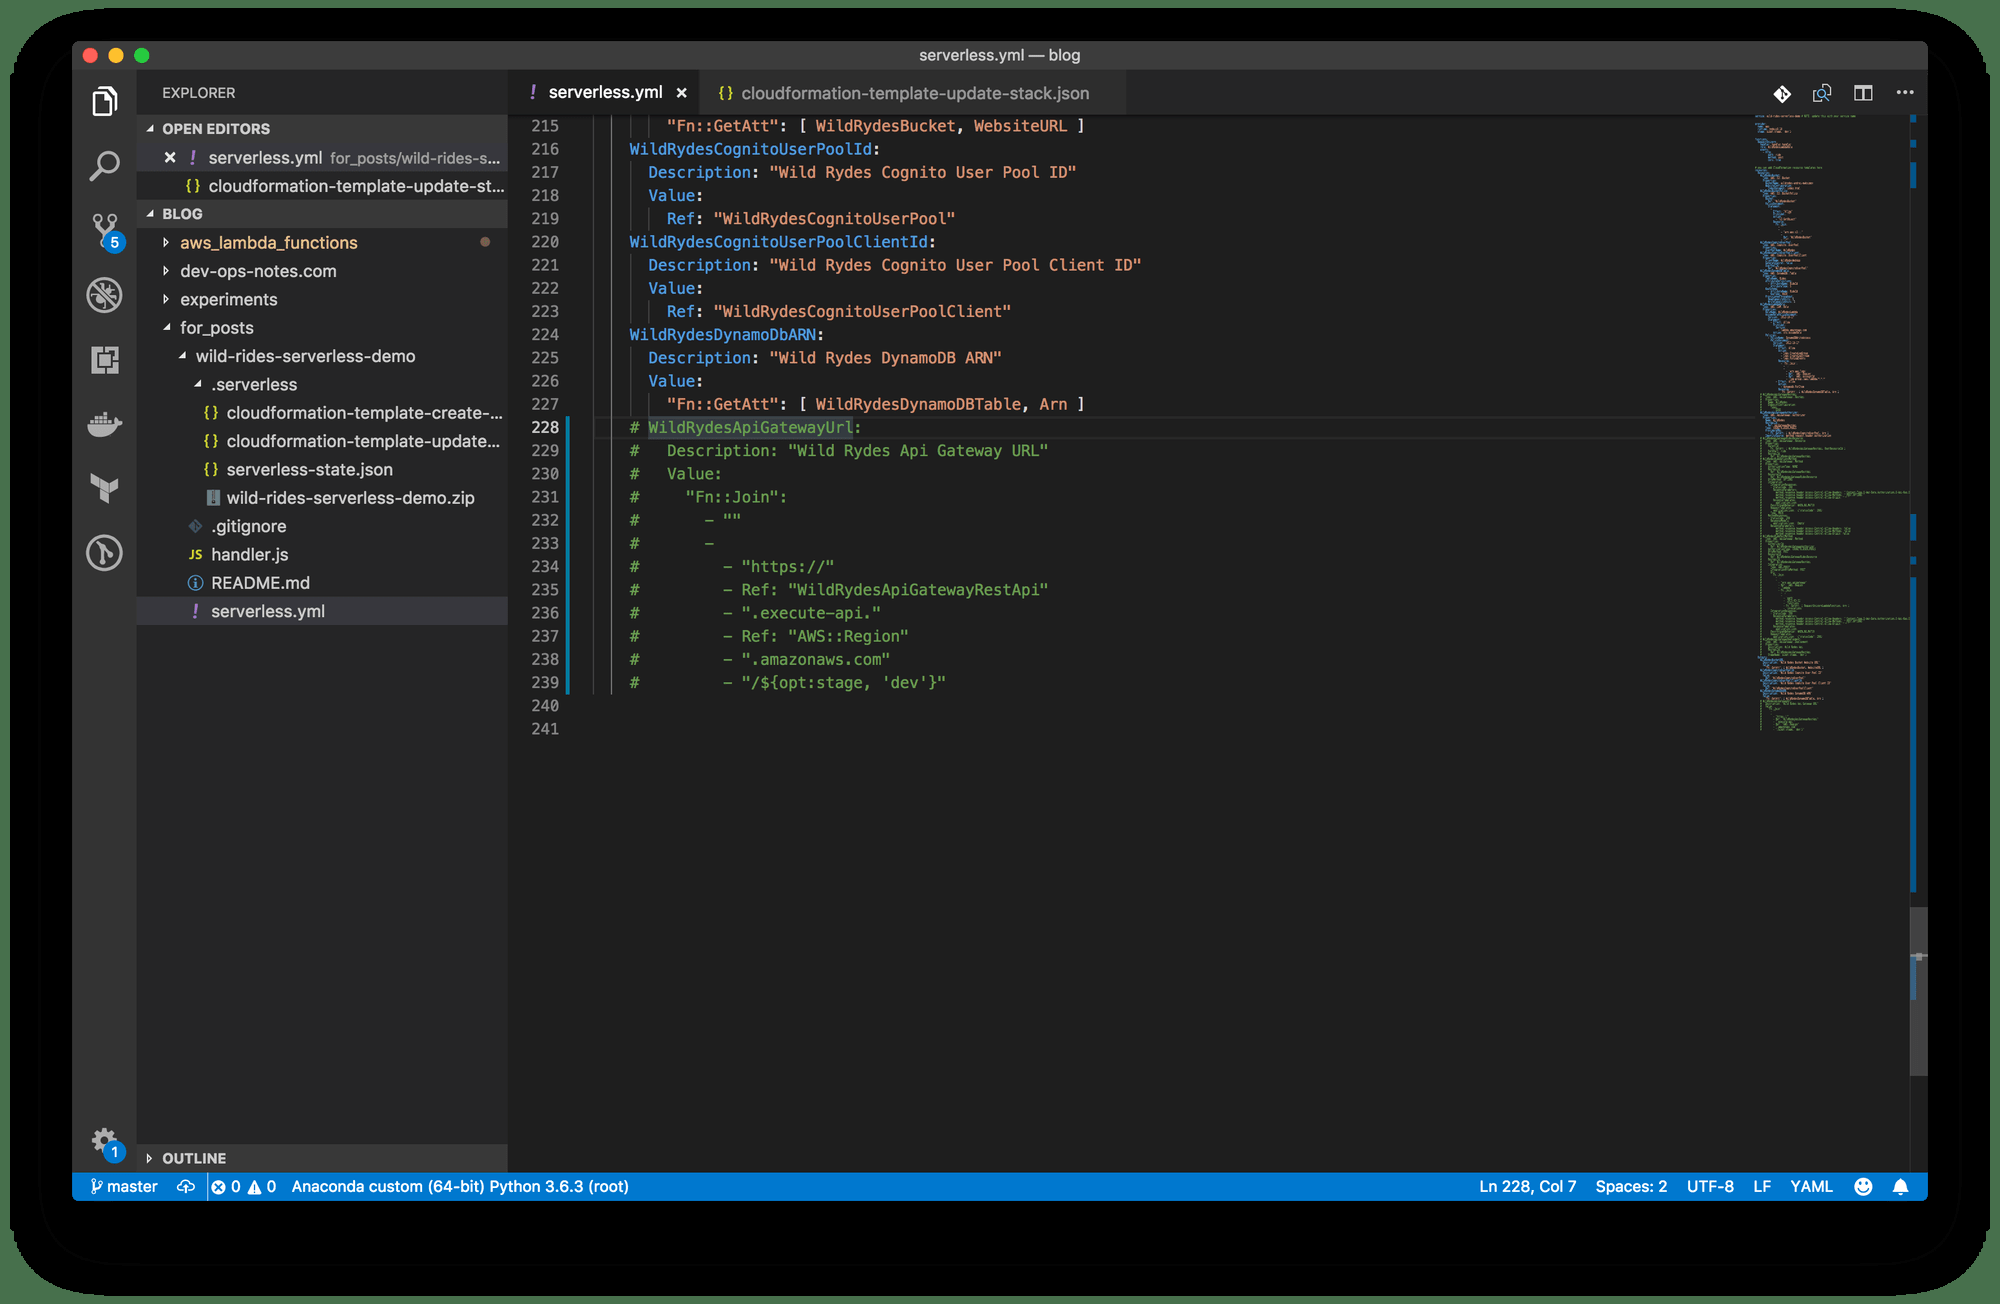 serverless.yml — blog
EXPLORER
OPEN EDITORS
serverless.yml for_posts/wild-rides-s...
cloudformation-template-update-st...
BLOG
aws_lambda_functions
dev-ops-notes.com
experiments
for_posts
wild-rides-serverless-demo
.serverless
{} cloudformation-template-create-...
{} cloudformation-template-update...
{} serverless-state.json
wild-rides-serverless-demo.zip
.gitignore
JS handler.js
README.md
! serverless.yml
OUTLINE
5
1
! serverless.yml ×
{} cloudformation-template-update-stack.json
215 "Fn::GetAtt": [ WildRydesBucket, WebsiteURL ]
216 WildRydesCognitoUserPoolId:
217 Description: "Wild Rydes Cognito User Pool ID"
218 Value:
219 Ref: "WildRydesCognitoUserPool"
220 WildRydesCognitoUserPoolClientId:
221 Description: "Wild Rydes Cognito User Pool Client ID"
222 Value:
223 Ref: "WildRydesCognitoUserPoolClient"
224 WildRydesDynamoDbARN:
225 Description: "Wild Rydes DynamoDB ARN"
226 Value:
227 "Fn::GetAtt": [ WildRydesDynamoDBTable, Arn ]
228 # WildRydesApiGatewayUrl:
229 # Description: "Wild Rydes Api Gateway URL"
230 # Value:
231 # "Fn::Join":
232 # - ""
233 # -
234 # - "https://"
235 # - Ref: "WildRydesApiGatewayRestApi"
236 # - ".execute-api."
237 # - Ref: "AWS::Region"
238 # - ".amazonaws.com"
239 # - "/${opt:stage, 'dev'}"
240
241
master 0 0 Anaconda custom (64-bit) Python 3.6.3 (root) Ln 228, Col 7 Spaces: 2 UTF-8 LF YAML